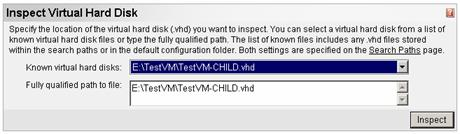 Inspect Virtual Hard Disk
Specify the location of the virtual hard disk (.vhd) you want to inspect. You can select a virtual disk from a list of
known virtual hard disk files or type the fully qualified path. The list of known files includes any .vhd files stored
within the search paths or in the default configuration folder. Both settings are specified on the Search Paths page.
Known virtual hard disks: E:\TestVM\TestVM-CHILD.vhd
Fully qualified path to file: E:\TestVM\TestVM-CHILD.vhd
Inspect